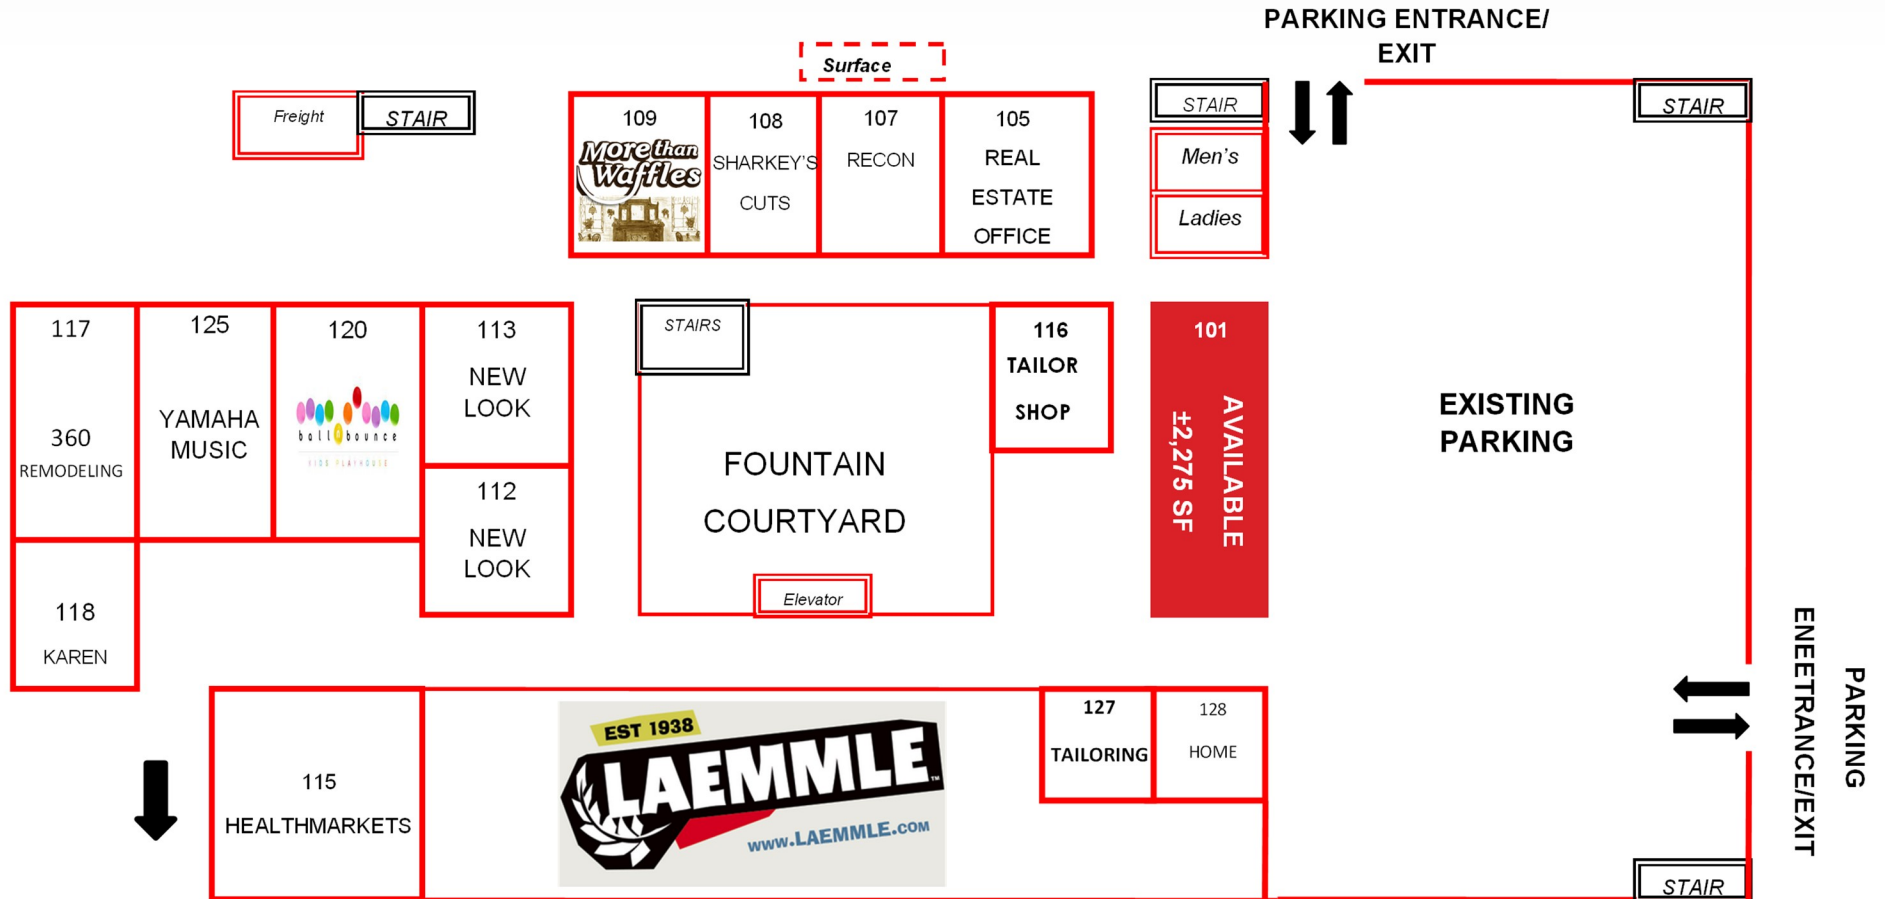 PARKING ENTRANCE/
EXIT
Surface
Freight
STAIR
109
More than
Waffles
108
SHARKEY'S
CUTS
107
RECON
105
REAL
ESTATE
OFFICE
STAIR
Men's
Ladies
STAIR
117
360
REMODELING
125
YAMAHA
MUSIC
120
ball a bounce
KIDS PLAYHOUSE
113
NEW
LOOK
112
NEW
LOOK
STAIRS
FOUNTAIN
COURTYARD
Elevator
116
TAILOR
SHOP
101
AVAILABLE
±2,275 SF
EXISTING
PARKING
118
KAREN
115
HEALTHMARKETS
EST 1938
LAEMMLE™
www.LAEMMLE.com
127
TAILORING
128
HOME
PARKING
ENEETRANCE/EXIT
STAIR